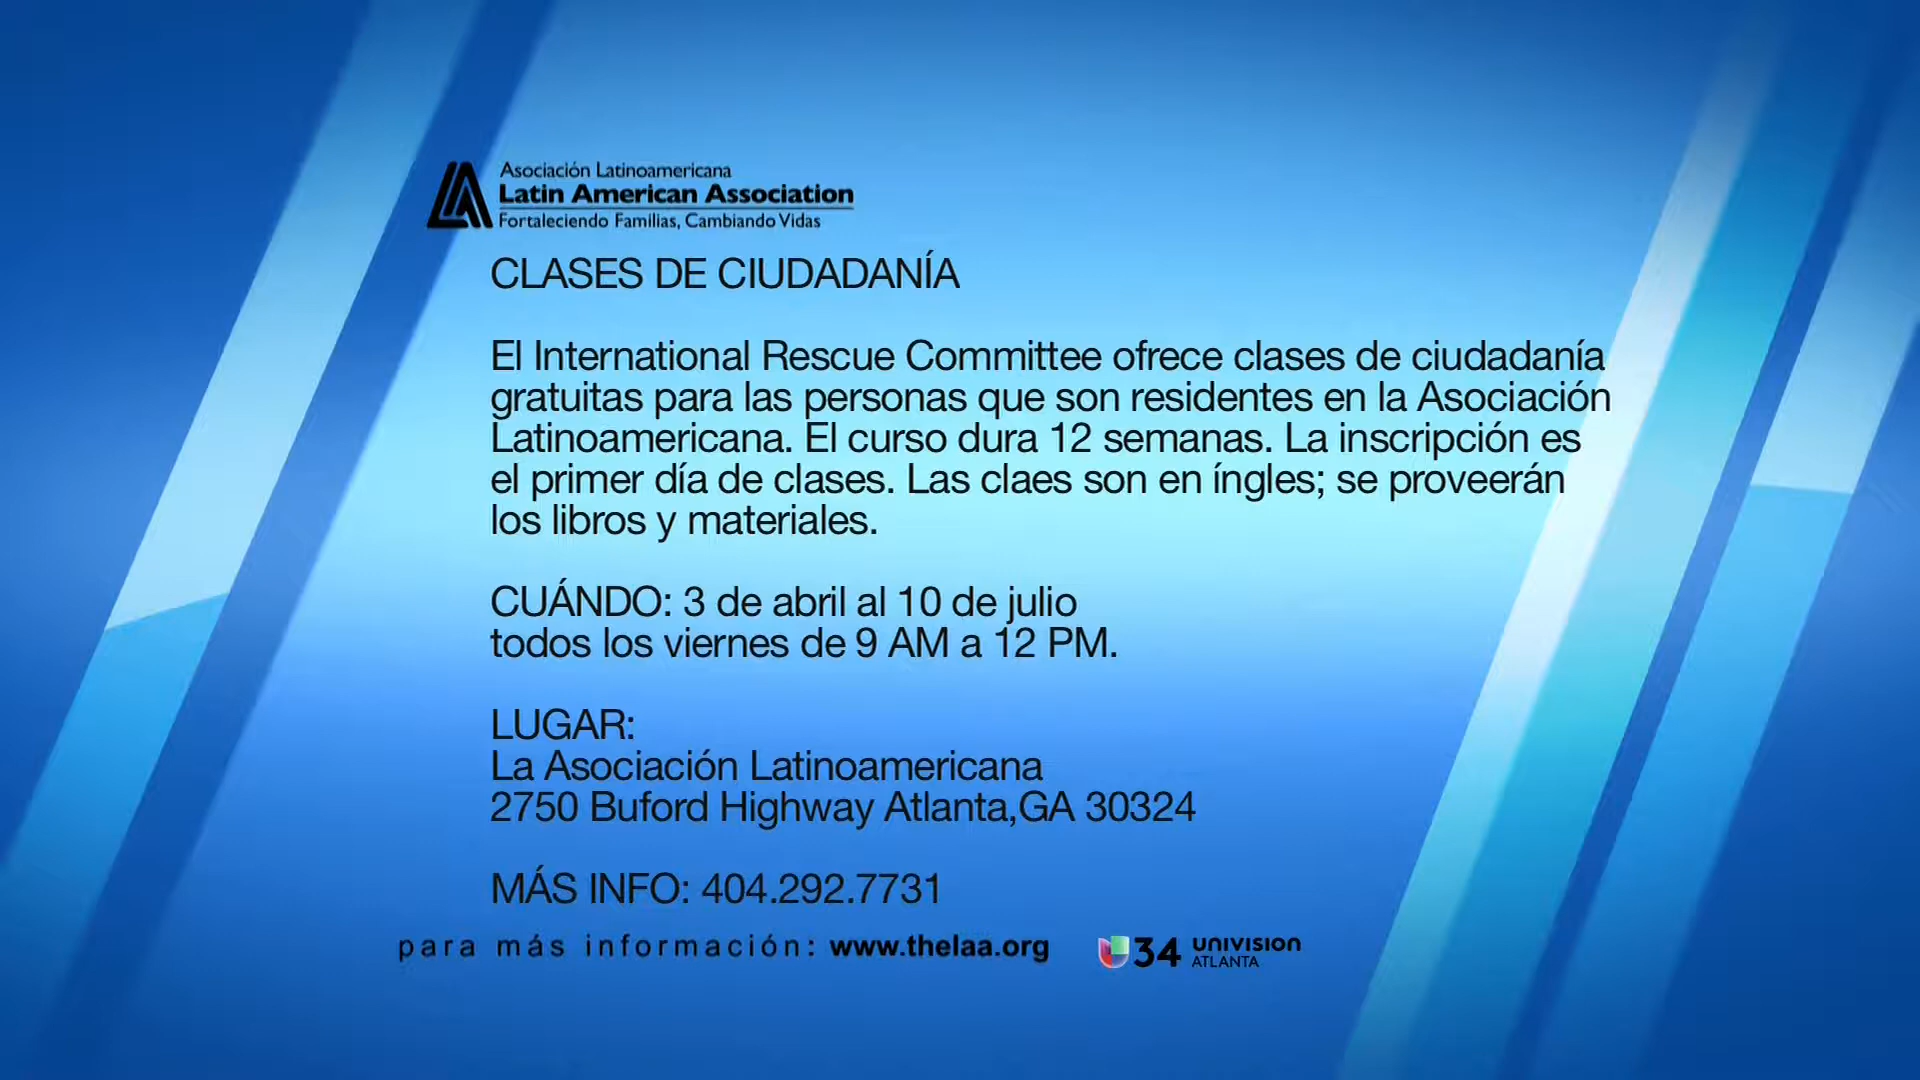 Asociación Latinoamericana
Latin American Association
Fortaleciendo Familias, Cambiando Vidas
CLASES DE CIUDADANÍA
El International Rescue Committee ofrece clases de ciudadanía
gratuitas para las personas que son residentes en la Asociación
Latinoamericana. El curso dura 12 semanas. La inscripción es
el primer día de clases. Las claes son en íngles; se proveerán
los libros y materiales.
CUÁNDO: 3 de abril al 10 de julio
todos los viernes de 9 AM a 12 PM.
LUGAR:
La Asociación Latinoamericana
2750 Buford Highway Atlanta,GA 30324
MÁS INFO: 404.292.7731
para más información: www.thelaa.org
34 UNIVISION
ATLANTA